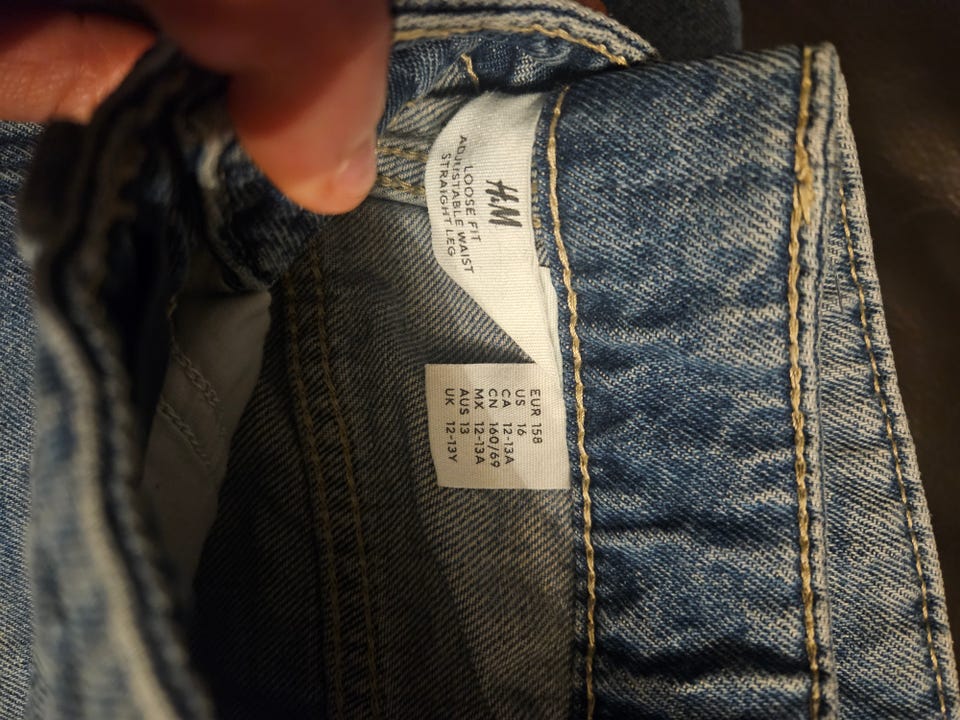 H&M
LOOSE FIT
ADJUSTABLE WAIST
STRAIGHT LEG
EUR 158
US 16
CA 12-13A
CN 160/69
MX 12-13A
AUS 13
UK 12-13Y